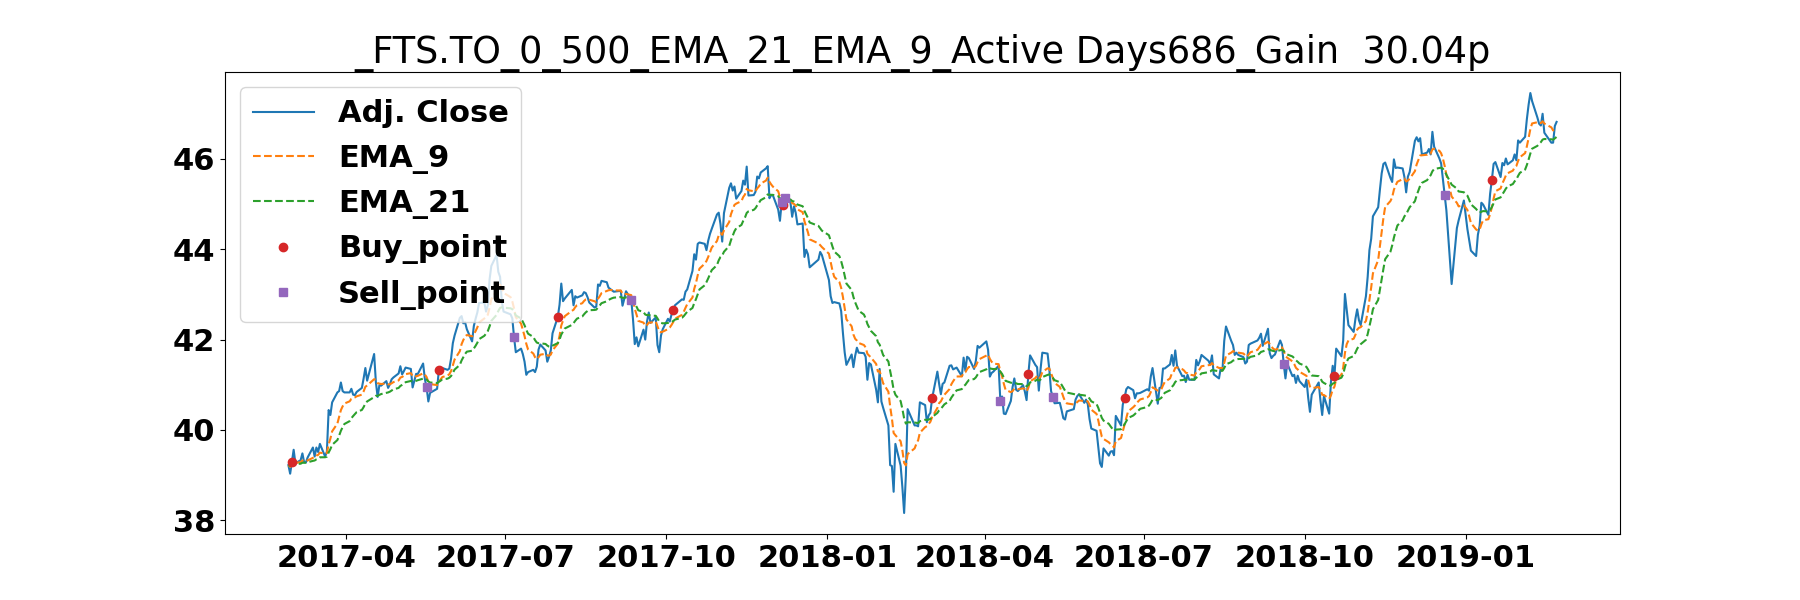 _FTS.TO_0_500_EMA_21_EMA_9_Active Days686_Gain  30.04p
Adj. Close
EMA_9
EMA_21
Buy_point
Sell_point
46
44
42
40
38
2017-04 2017-07 2017-10 2018-01 2018-04 2018-07 2018-10 2019-01